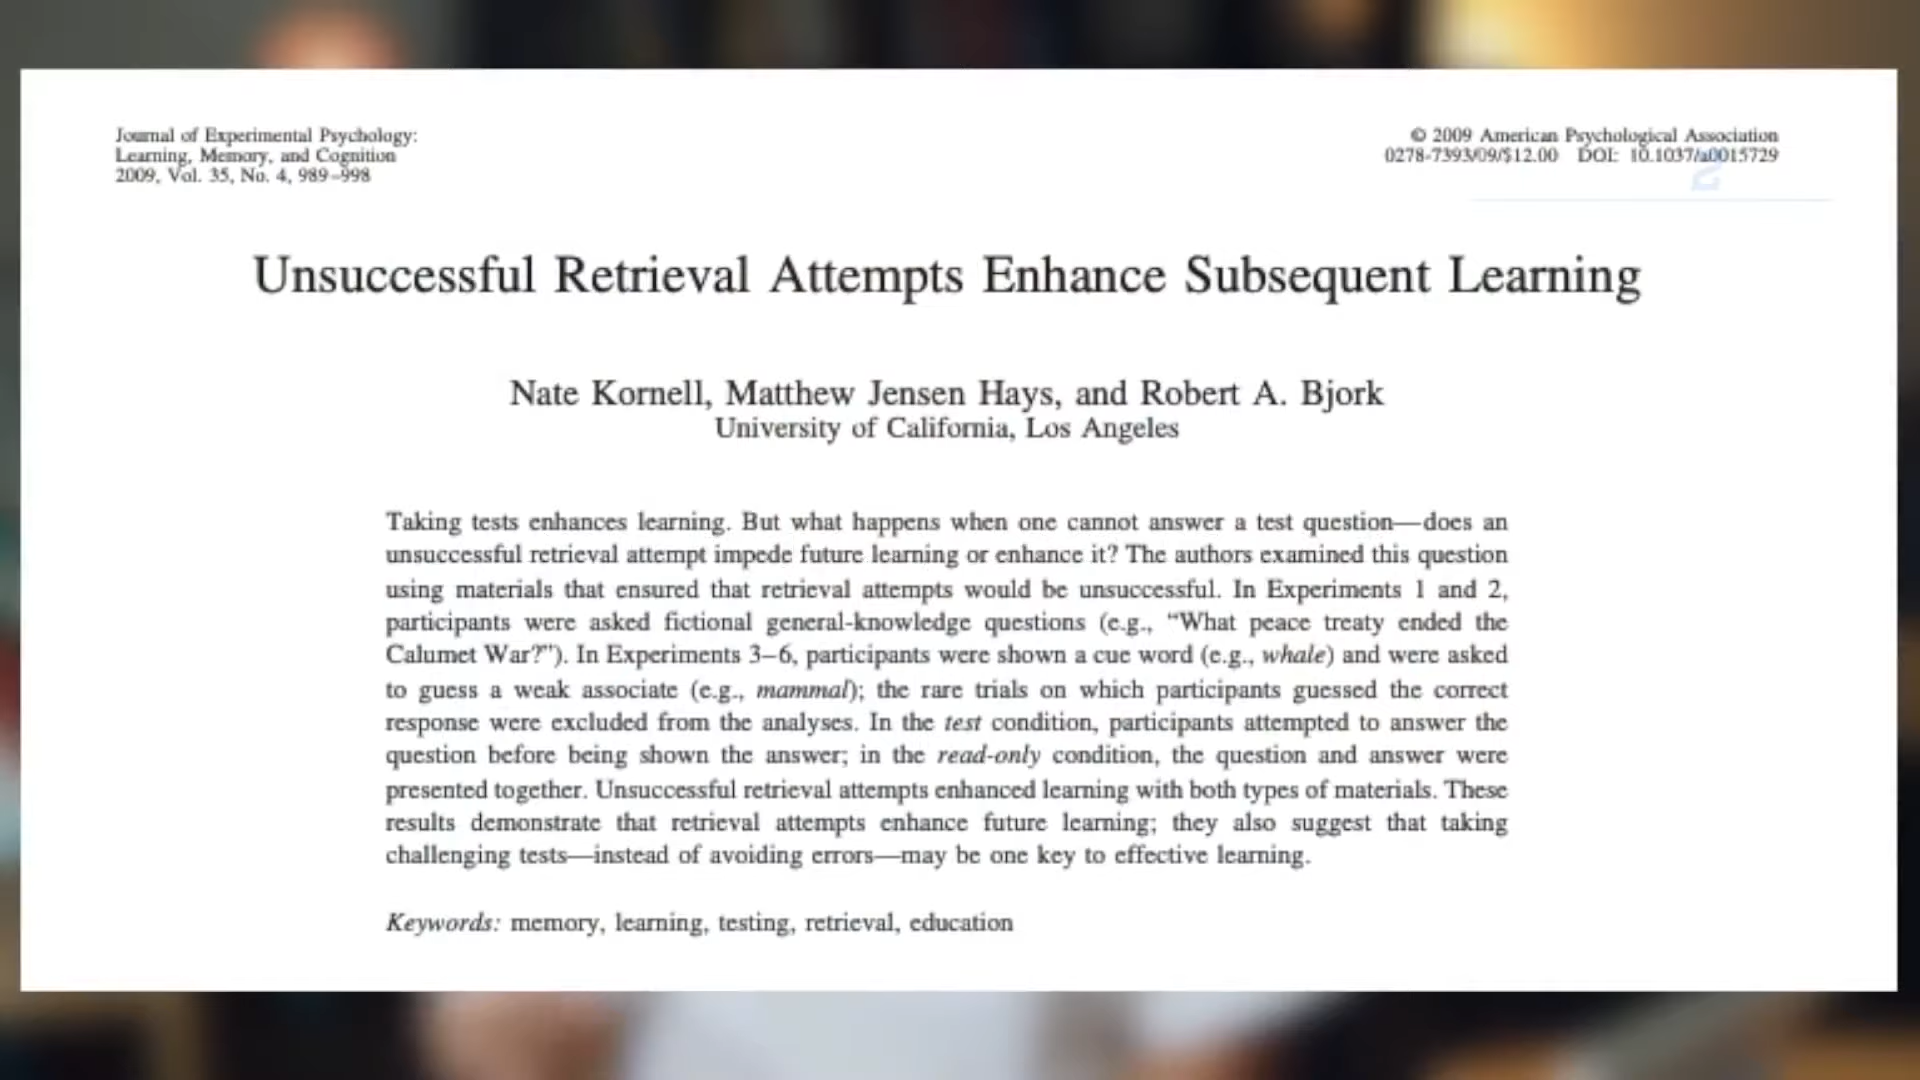 Journal of Experimental Psychology:
Learning, Memory, and Cognition
2009, Vol. 35, No. 4, 989–998
© 2009 American Psychological Association
0278-7393/09/$12.00 DOI: 10.1037/a0015729
2
Unsuccessful Retrieval Attempts Enhance Subsequent Learning
Nate Kornell, Matthew Jensen Hays, and Robert A. Bjork
University of California, Los Angeles
Taking tests enhances learning. But what happens when one cannot answer a test question—does an
unsuccessful retrieval attempt impede future learning or enhance it? The authors examined this question
using materials that ensured that retrieval attempts would be unsuccessful. In Experiments 1 and 2,
participants were asked fictional general-knowledge questions (e.g., “What peace treaty ended the
Calumet War?”). In Experiments 3–6, participants were shown a cue word (e.g., whale) and were asked
to guess a weak associate (e.g., mammal); the rare trials on which participants guessed the correct
response were excluded from the analyses. In the test condition, participants attempted to answer the
question before being shown the answer; in the read-only condition, the question and answer were
presented together. Unsuccessful retrieval attempts enhanced learning with both types of materials. These
results demonstrate that retrieval attempts enhance future learning; they also suggest that taking
challenging tests—instead of avoiding errors—may be one key to effective learning.
Keywords: memory, learning, testing, retrieval, education